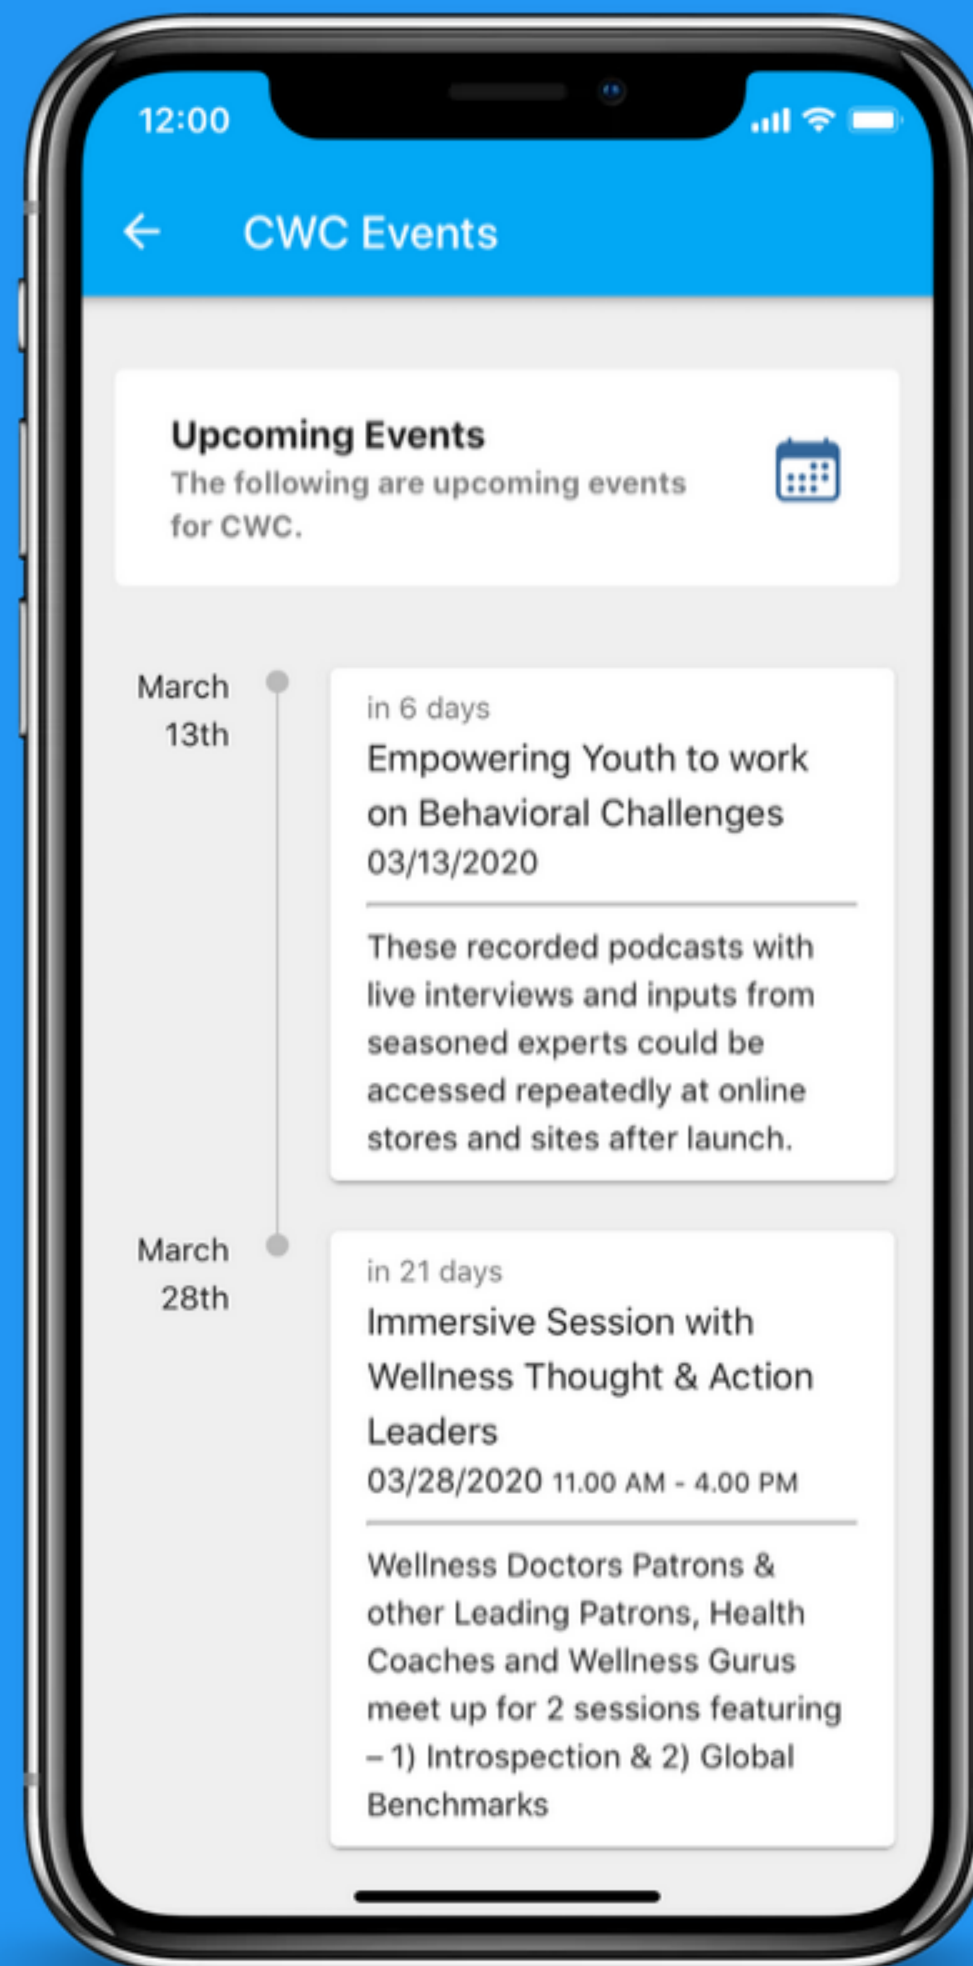 12:00
CWC Events
Upcoming Events
The following are upcoming events
for CWC.
March
13th
in 6 days
Empowering Youth to work
on Behavioral Challenges
03/13/2020
These recorded podcasts with
live interviews and inputs from
seasoned experts could be
accessed repeatedly at online
stores and sites after launch.
March
28th
in 21 days
Immersive Session with
Wellness Thought & Action
Leaders
03/28/2020 11.00 AM - 4.00 PM
Wellness Doctors Patrons &
other Leading Patrons, Health
Coaches and Wellness Gurus
meet up for 2 sessions featuring
– 1) Introspection & 2) Global
Benchmarks